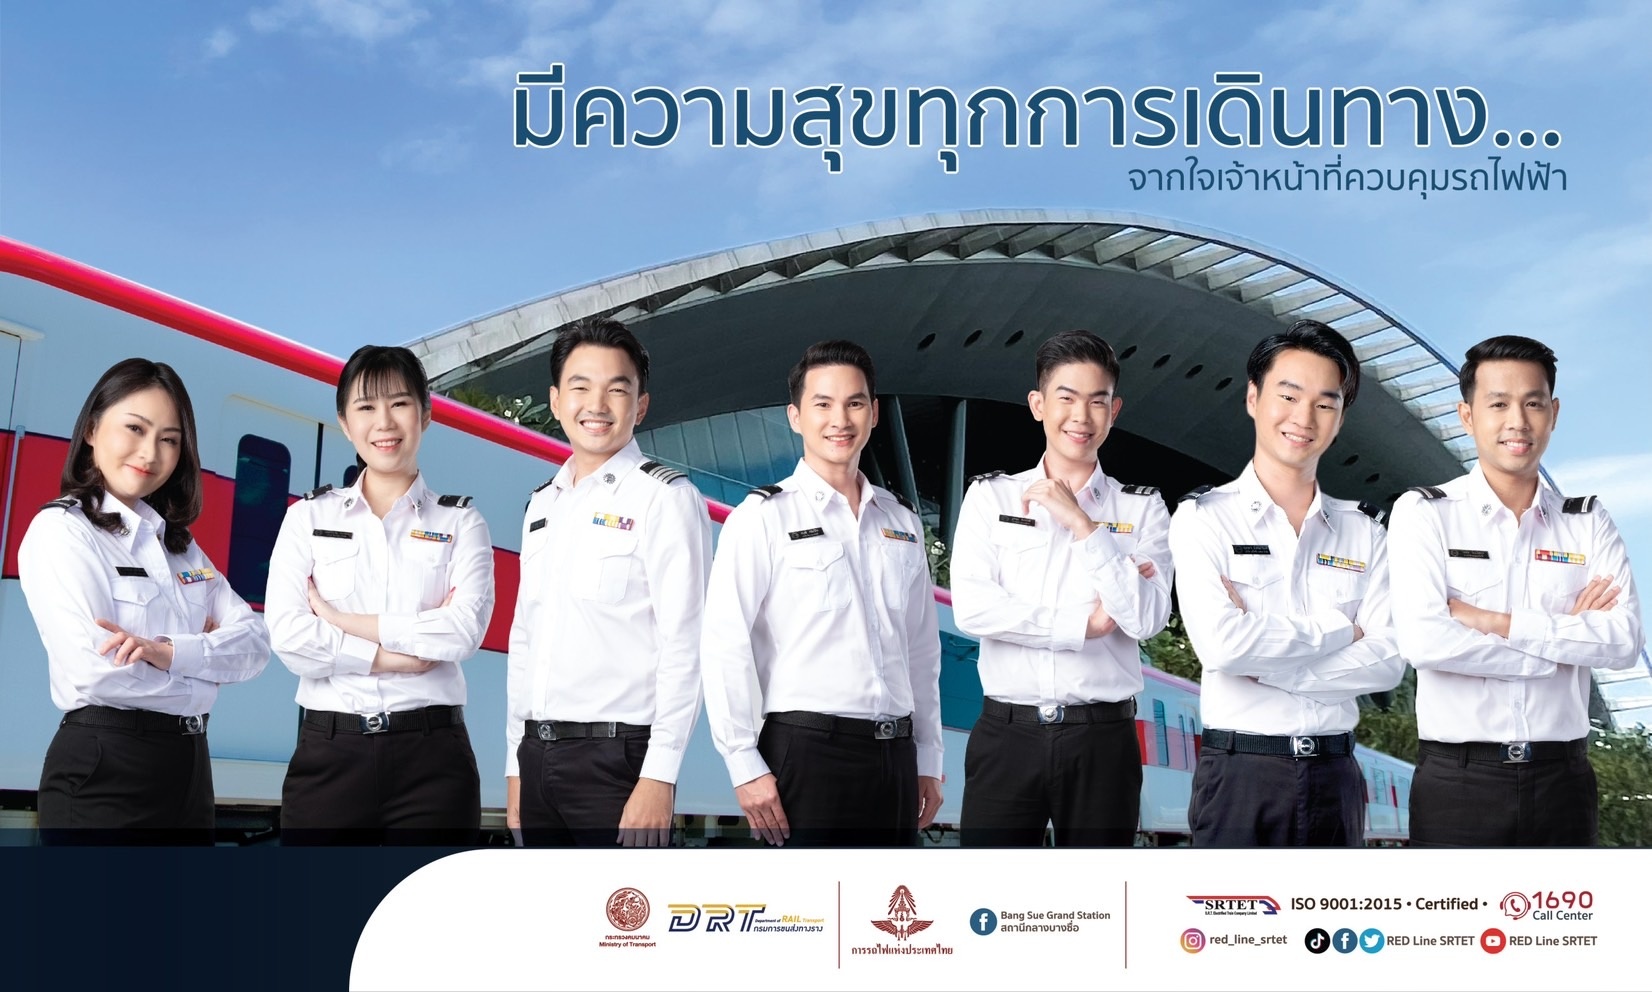 มีความสุขทุกการเดินทาง...
จากใจเจ้าหน้าที่ควบคุมรถไฟฟ้า
กระทรวงคมนาคม
Ministry of Transport
DRT
Department of RAIL Transport
กรมการขนส่งทางราง
การรถไฟแห่งประเทศไทย
Bang Sue Grand Station
สถานีกลางบางซื่อ
SRTET
S.R.T. Electrified Train Company Limited
ISO 9001:2015 • Certified •
1690
Call Center
red_line_srtet
RED Line SRTET
RED Line SRTET